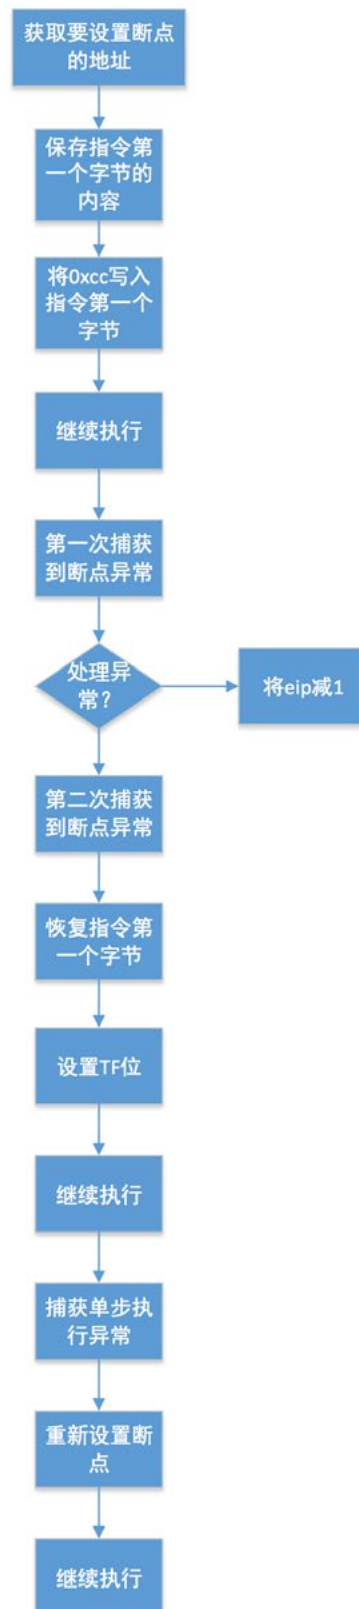 获取要设置断点
的地址
保存指令第
一个字节的
内容
将0xcc写入
指令第一个
字节
继续执行
第一次捕获
到断点异常
处理异
常？
将eip减1
第二次捕获
到断点异常
恢复指令第
一个字节
设置TF位
继续执行
捕获单步执
行异常
重新设置断
点
继续执行